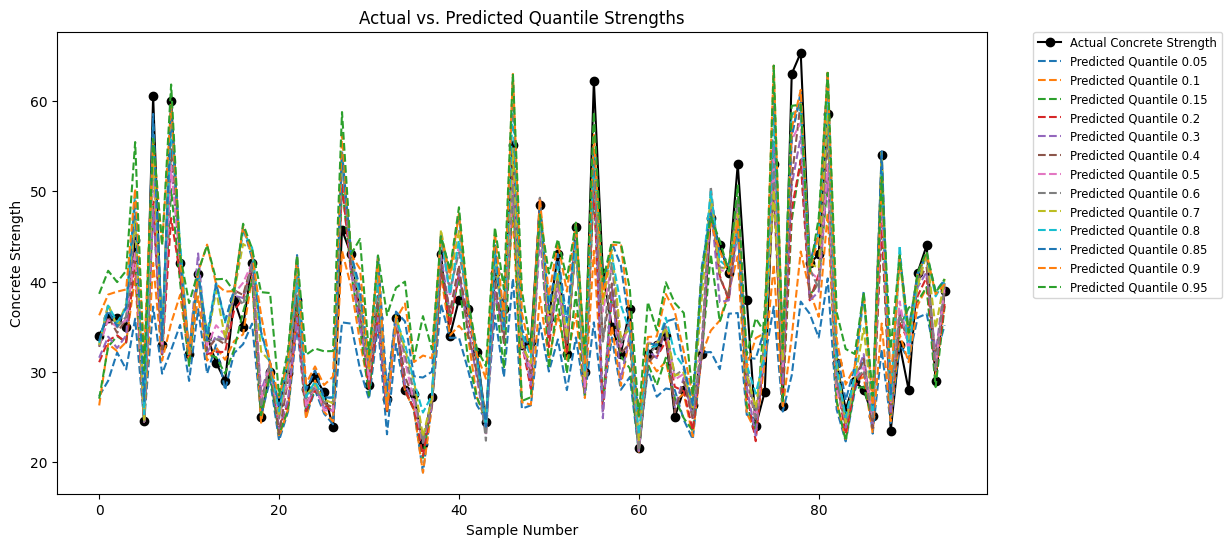 Actual vs. Predicted Quantile Strengths
Concrete Strength
60
50
40
30
20
0
20
40
60
80
Sample Number
Actual Concrete Strength
Predicted Quantile 0.05
Predicted Quantile 0.1
Predicted Quantile 0.15
Predicted Quantile 0.2
Predicted Quantile 0.3
Predicted Quantile 0.4
Predicted Quantile 0.5
Predicted Quantile 0.6
Predicted Quantile 0.7
Predicted Quantile 0.8
Predicted Quantile 0.85
Predicted Quantile 0.9
Predicted Quantile 0.95